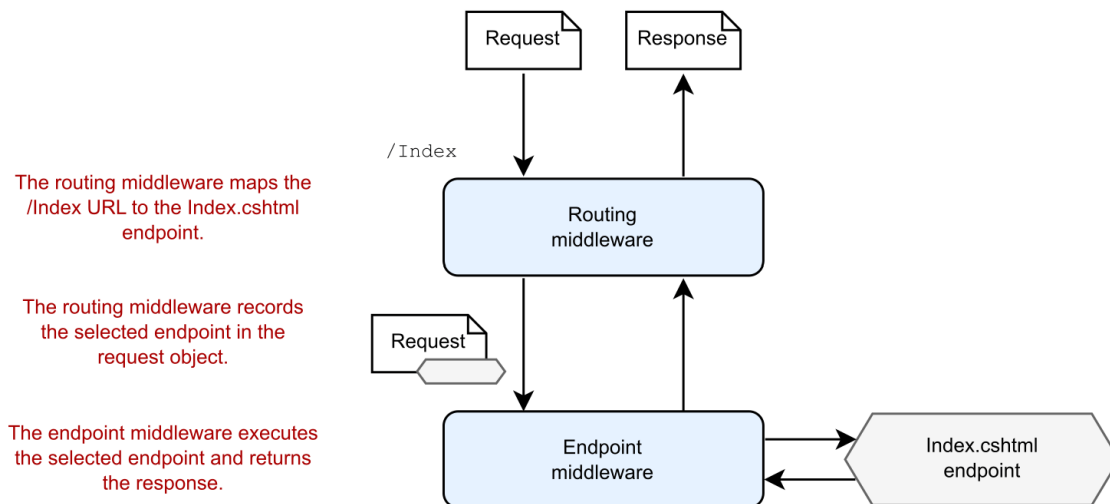 Request
Response
/Index
The routing middleware maps the
/Index URL to the Index.cshtml
endpoint.
Routing
middleware
The routing middleware records
the selected endpoint in the
request object.
Request
The endpoint middleware executes
the selected endpoint and returns
the response.
Endpoint
middleware
Index.cshtml
endpoint